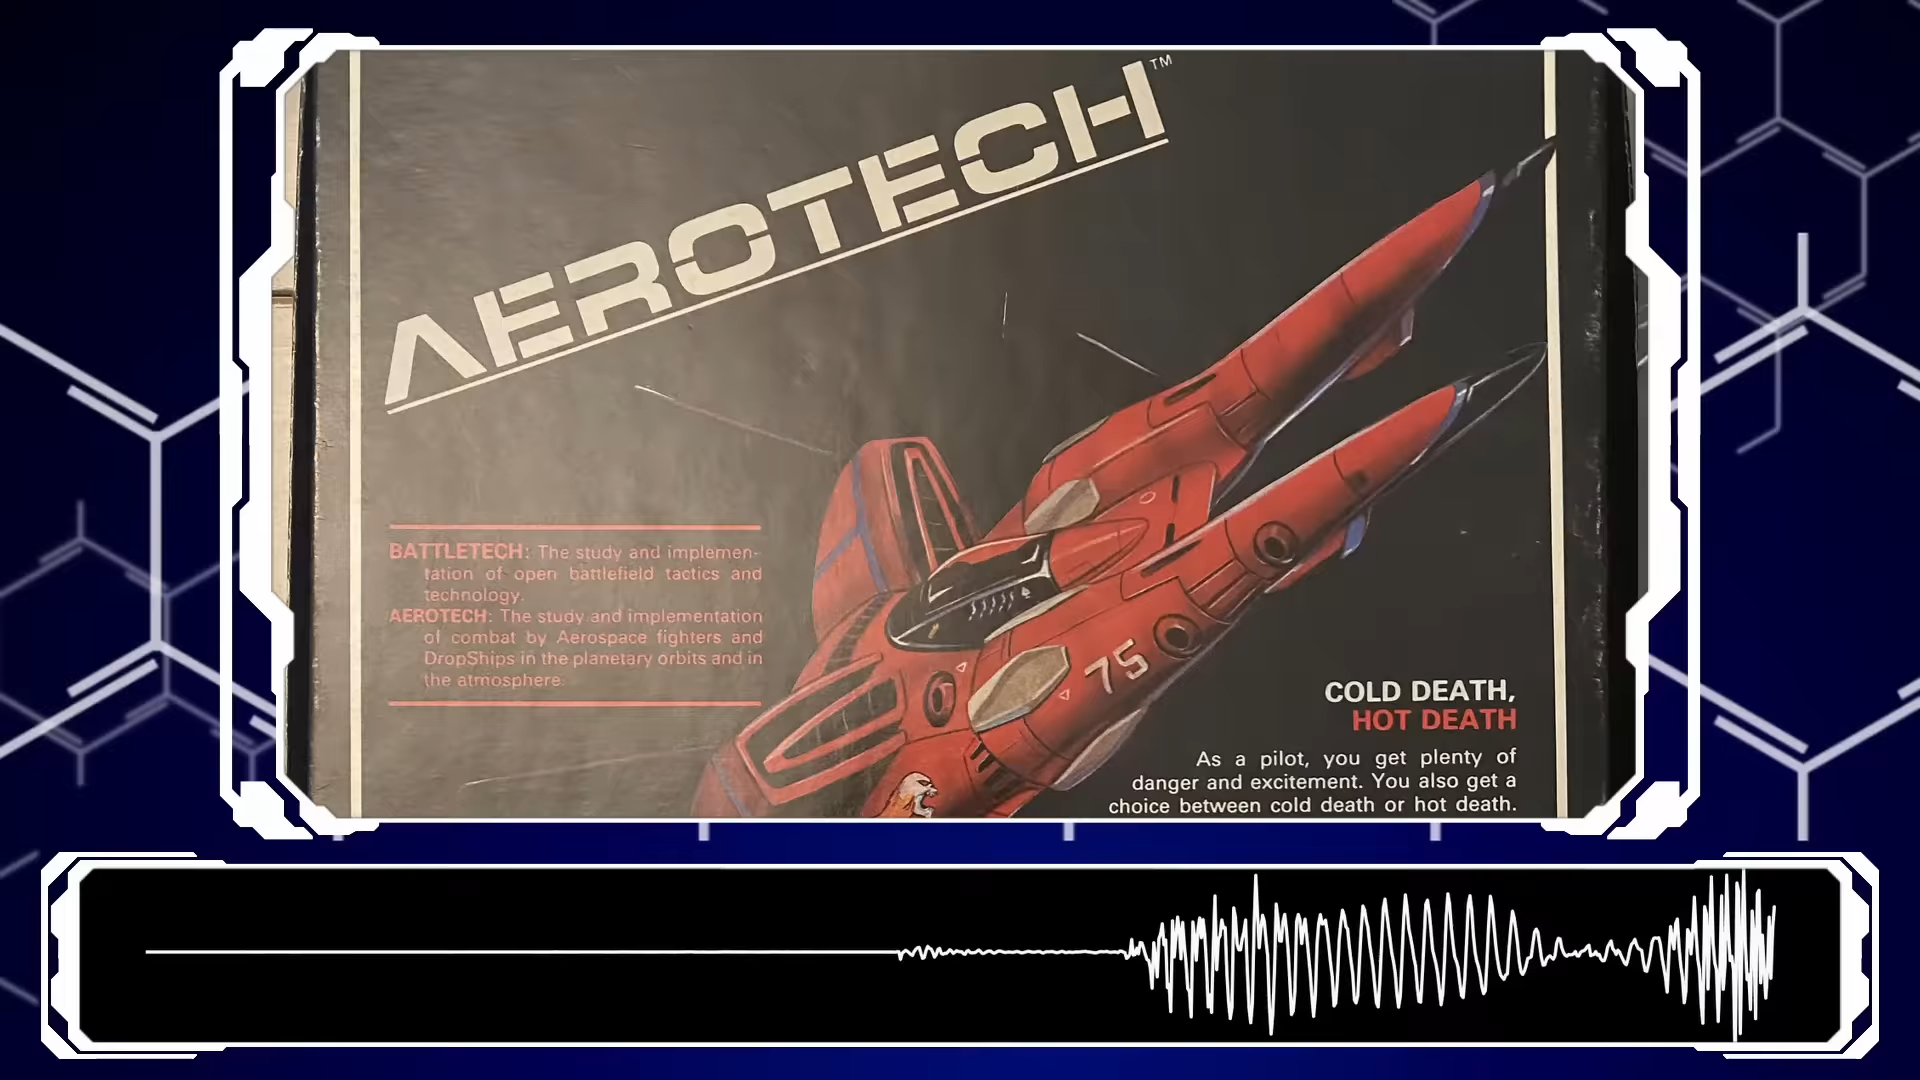 AEROTECH™
BATTLETECH: The study and implemen-
tation of open battlefield tactics and
technology.
AEROTECH: The study and implementation
of combat by Aerospace fighters and
DropShips in the planetary orbits and in
the atmosphere.
75
COLD DEATH,
HOT DEATH
As a pilot, you get plenty of
danger and excitement. You also get a
choice between cold death or hot death.